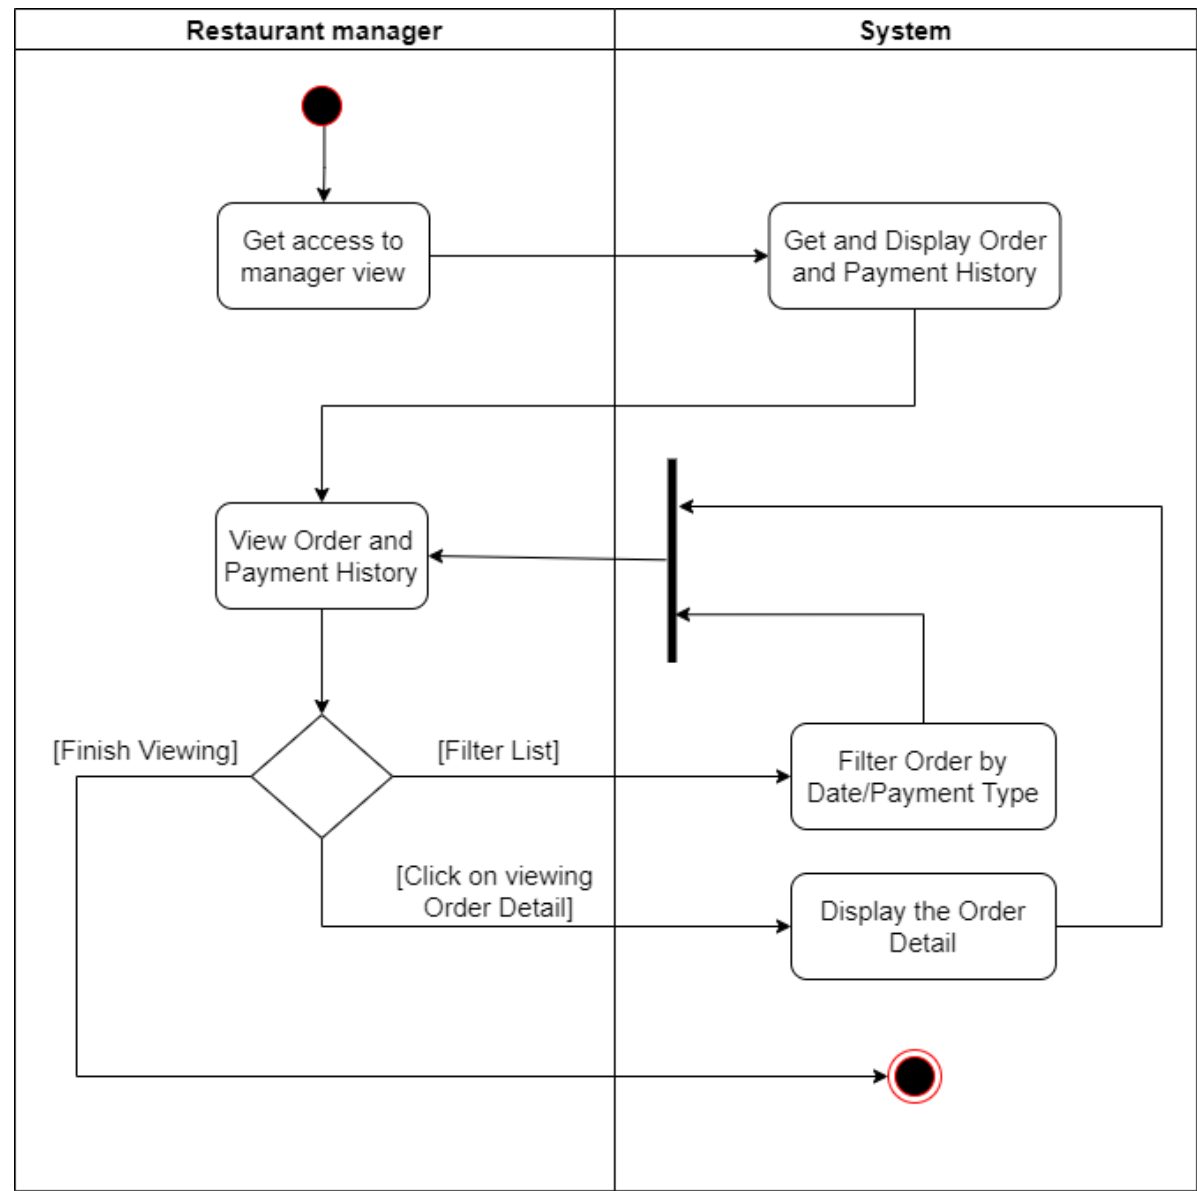 Restaurant manager
System
Get access to
manager view
Get and Display Order
and Payment History
View Order and
Payment History
[Finish Viewing]
[Filter List]
Filter Order by
Date/Payment Type
[Click on viewing
Order Detail]
Display the Order
Detail